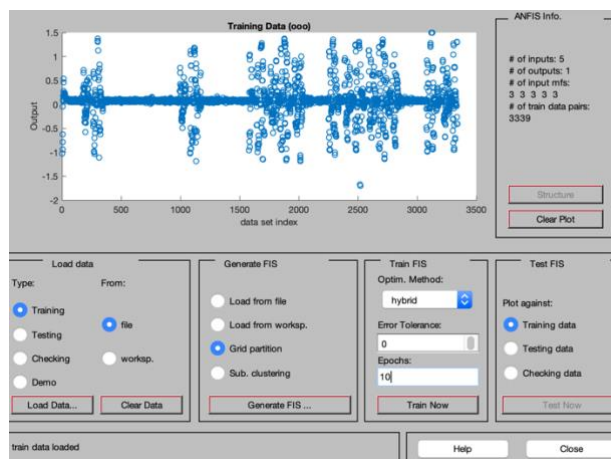 Training Data (ooo)
1.5
1
0.5
0
-0.5
-1
-1.5
-2
Output
0
500
1000
1500
2000
2500
3000
3500
data set index
ANFIS Info.
# of inputs: 5
# of outputs: 1
# of input mfs:
3 3 3 3 3
# of train data pairs:
3339
Structure
Clear Plot
Load data
Type:
From:
Training
Testing
Checking
Demo
file
worksp.
Load Data...
Clear Data
Generate FIS
Load from file
Load from worksp.
Grid partition
Sub. clustering
Generate FIS ...
Train FIS
Optim. Method:
hybrid
Error Tolerance:
0
Epochs:
10
Train Now
Test FIS
Plot against:
Training data
Testing data
Checking data
Test Now
train data loaded
Help
Close